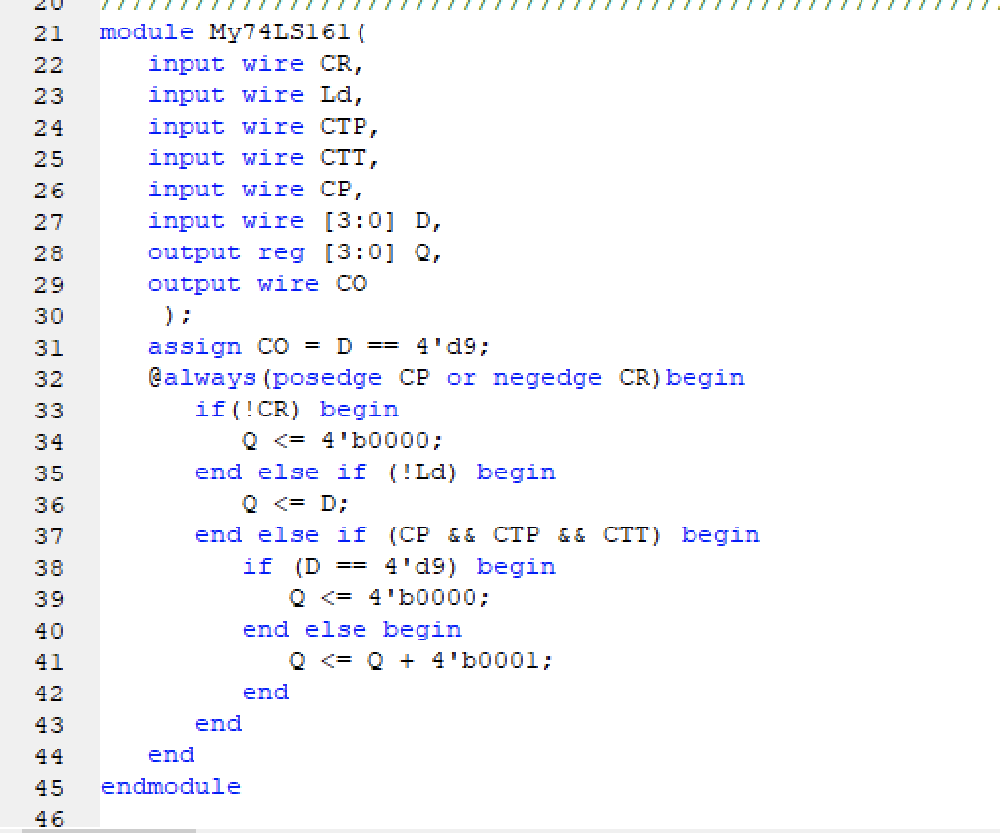 20 ////////////////////////////////////////////////////////////
21 module My74LS161(
22 input wire CR,
23 input wire Ld,
24 input wire CTP,
25 input wire CTT,
26 input wire CP,
27 input wire [3:0] D,
28 output reg [3:0] Q,
29 output wire CO
30 );
31 assign CO = D == 4'd9;
32 @always(posedge CP or negedge CR)begin
33 if(!CR) begin
34 Q <= 4'b0000;
35 end else if (!Ld) begin
36 Q <= D;
37 end else if (CP && CTP && CTT) begin
38 if (D == 4'd9) begin
39 Q <= 4'b0000;
40 end else begin
41 Q <= Q + 4'b0001;
42 end
43 end
44 end
45 endmodule
46